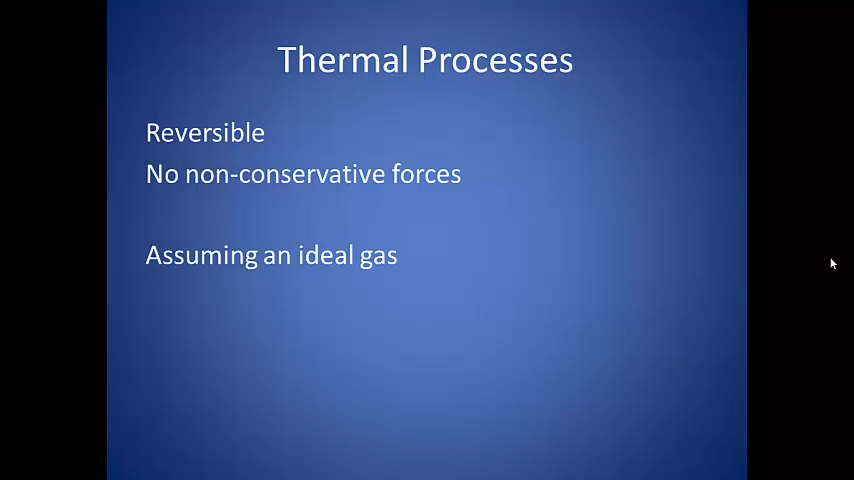 Thermal Processes
Reversible
No non-conservative forces
Assuming an ideal gas